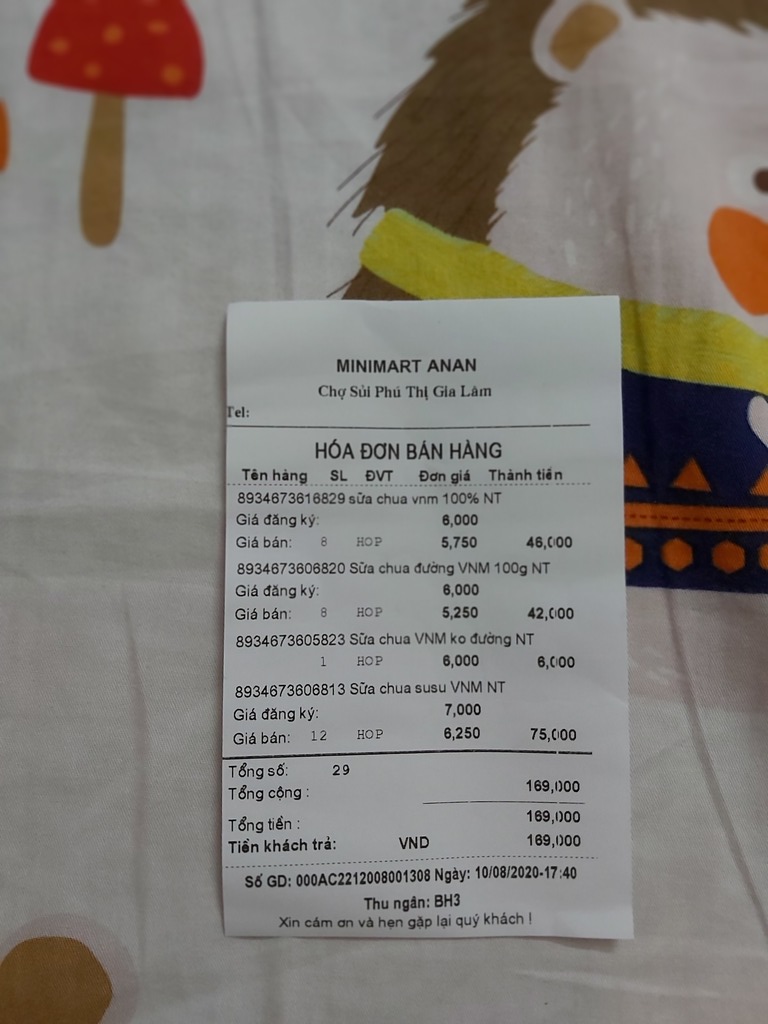 MINIMART ANAN
Chợ Sủi Phú Thị Gia Lâm
Tel:
HÓA ĐƠN BÁN HÀNG
Tên hàng SL ĐVT Đơn giá Thành tiền
8934673616829 sữa chua vnm 100% NT
Giá đăng ký: 6,000
Giá bán: 8 HOP 5,750 46,000
8934673606820 Sữa chua đường VNM 100g NT
Giá đăng ký: 6,000
Giá bán: 8 HOP 5,250 42,000
8934673605823 Sữa chua VNM ko đường NT
1 HOP 6,000 6,000
8934673606813 Sữa chua susu VNM NT
Giá đăng ký: 7,000
Giá bán: 12 HOP 6,250 75,000
Tổng số: 29
Tổng cộng : 169,000
Tổng tiền : 169,000
Tiền khách trả: VND 169,000
Số GD: 000AC2212008001308 Ngày: 10/08/2020-17:40
Thu ngân: BH3
Xin cám ơn và hẹn gặp lại quý khách !